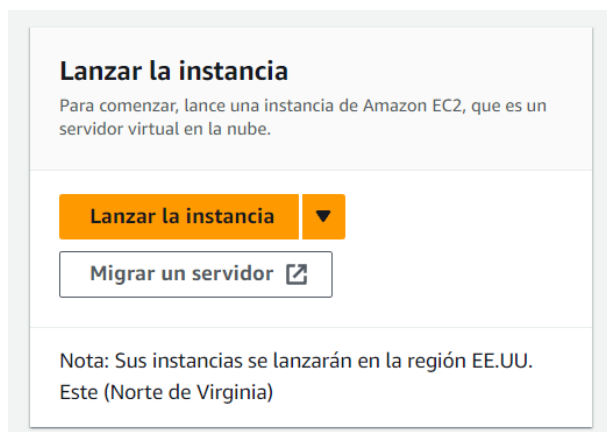 Lanzar la instancia
Para comenzar, lance una instancia de Amazon EC2, que es un
servidor virtual en la nube.
Lanzar la instancia
Migrar un servidor
Nota: Sus instancias se lanzarán en la región EE.UU.
Este (Norte de Virginia)